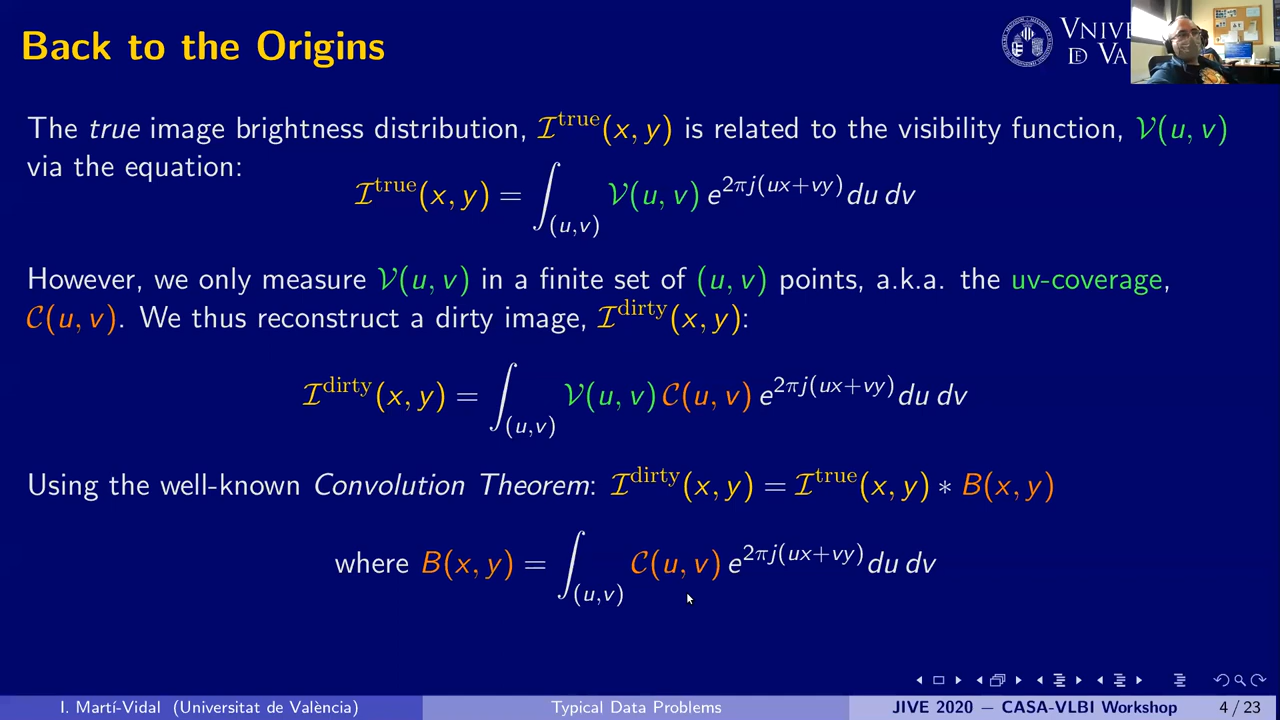 Back to the Origins
VNIVE
DE VA
The true image brightness distribution, I^true(x, y) is related to the visibility function, V(u, v)
via the equation:
I^true(x, y) = ∫_(u,v) V(u, v) e^2πj(ux+vy) du dv
However, we only measure V(u, v) in a finite set of (u, v) points, a.k.a. the uv-coverage,
C(u, v). We thus reconstruct a dirty image, I^dirty(x, y):
I^dirty(x, y) = ∫_(u,v) V(u, v) C(u, v) e^2πj(ux+vy) du dv
Using the well-known Convolution Theorem: I^dirty(x, y) = I^true(x, y) ∗ B(x, y)
where B(x, y) = ∫_(u,v) C(u, v) e^2πj(ux+vy) du dv
I. Martí-Vidal (Universitat de València) Typical Data Problems JIVE 2020 – CASA-VLBI Workshop 4 / 23